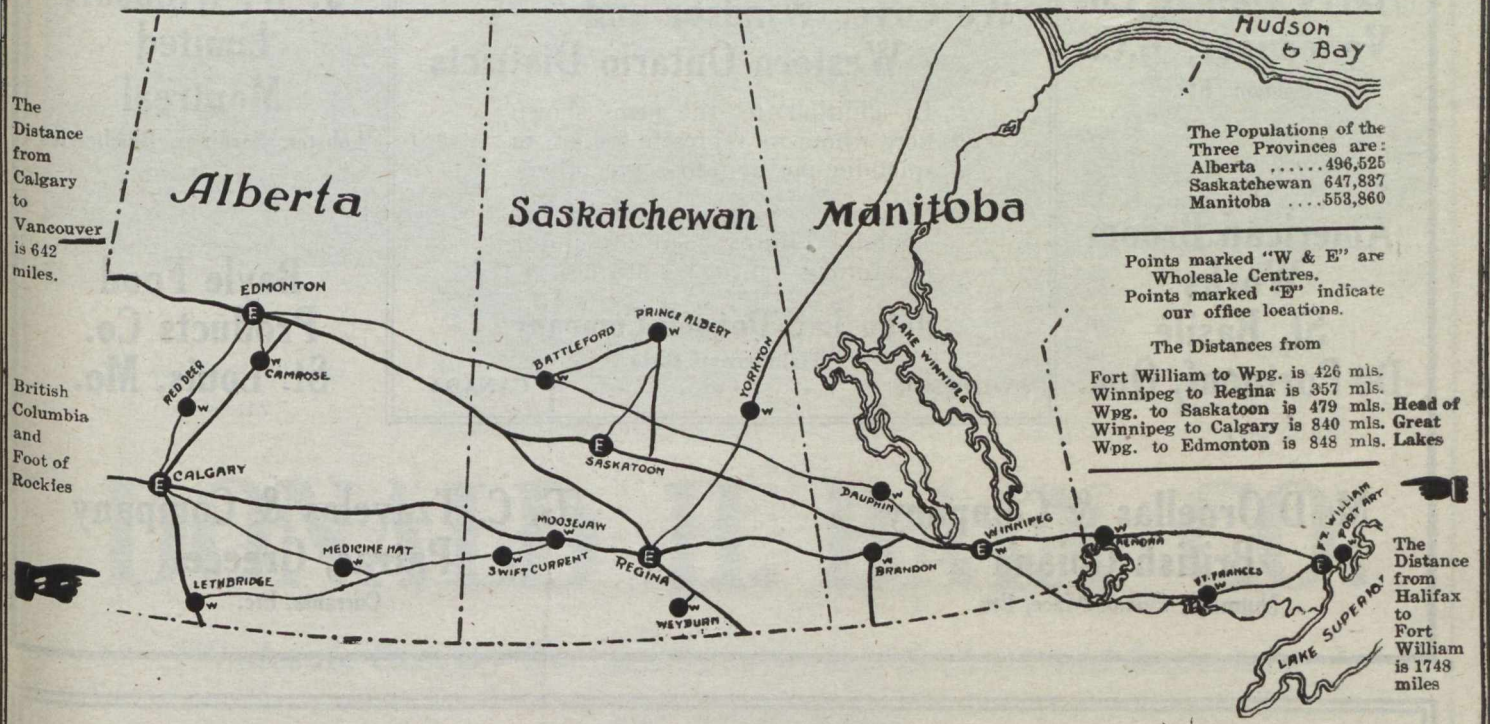 Hudson
Bay
The
Distance
from
Calgary
to
Vancouver
is 642
miles.
Alberta
Saskatchewan
Manitoba
The Populations of the
Three Provinces are:
Alberta ......496,525
Saskatchewan 647,837
Manitoba ....553,860
Points marked "W & E" are
Wholesale Centres.
Points marked "E" indicate
our office locations.
The Distances from
Fort William to Wpg. is 426 mls.
Winnipeg to Regina is 357 mls.
Wpg. to Saskatoon is 479 mls.
Winnipeg to Calgary is 840 mls.
Wpg. to Edmonton is 848 mls.
Head of
Great
Lakes
British
Columbia
and
Foot of
Rockies
EDMONTON
E
RED DEER
W
W
CAMROSE
CALGARY
E
BATTLEFORD
W
PRINCE ALBERT
W
YORKTON
W
LAKE WINNIPEG
E
SASKATOON
DAUPHIN
W
MEDICINE HAT
W
LETHBRIDGE
W
MOOSEJAW
W
W
SWIFT CURRENT
REGINA
E
W
W
WEYBURN
W
BRANDON
WINNIPEG
E
W
W
KENORA
FT. FRANCES
W
FT. WILLIAM
PORT ART
E
W
LAKE SUPERIOR
The
Distance
from
Halifax
to
Fort
William
is 1748
miles